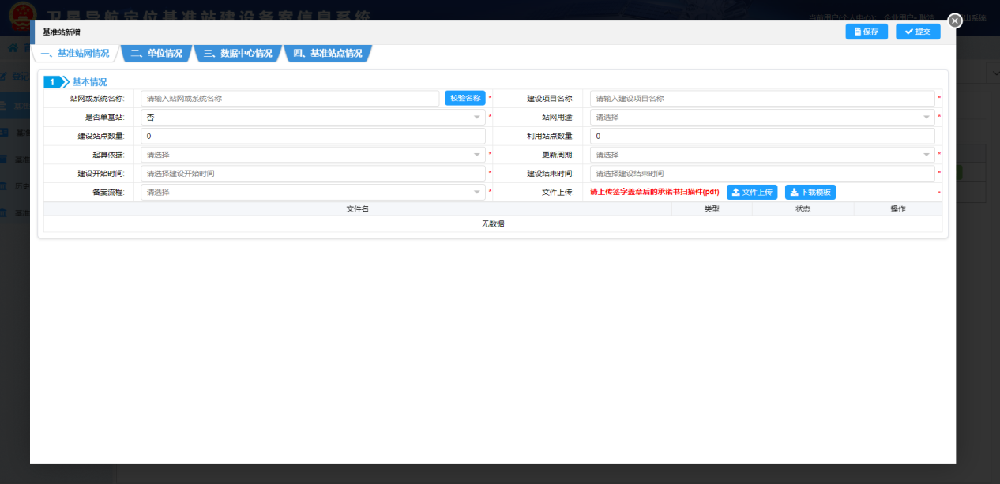 卫星导航定位基准站建设备案信息系统
基准站新增
保存
提交
一、基准站网情况
二、单位情况
三、数据中心情况
四、基准站点情况
1 基本情况
站网或系统名称: 请输入站网或系统名称 校验名称 * 建设项目名称: 请输入建设项目名称 *
是否单基站: 否 * 站网用途: 请选择 *
建设站点数量: 0 利用站点数量: 0
起算依据: 请选择 * 更新周期: 请选择 *
建设开始时间: 请选择建设开始时间 * 建设结束时间: 请选择建设结束时间 *
备案流程: 请选择 * 文件上传: 请上传签字盖章后的承诺书扫描件(pdf) 文件上传 下载模板 *
文件名 类型 状态 操作
无数据